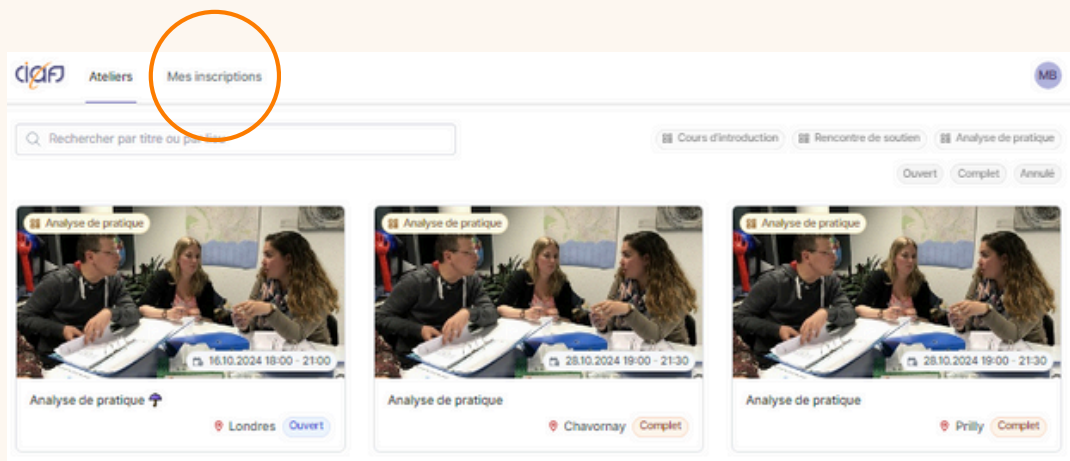 ciafj Ateliers Mes inscriptions MB
Rechercher par titre ou par lieu Cours d'introduction Rencontre de soutien Analyse de pratique
Ouvert Complet Annulé
Analyse de pratique Analyse de pratique Analyse de pratique
16.10.2024 18:00 - 21:00 28.10.2024 19:00 - 21:30 28.10.2024 19:00 - 21:30
Analyse de pratique Analyse de pratique Analyse de pratique
Londres Ouvert Chavornay Complet Prilly Complet